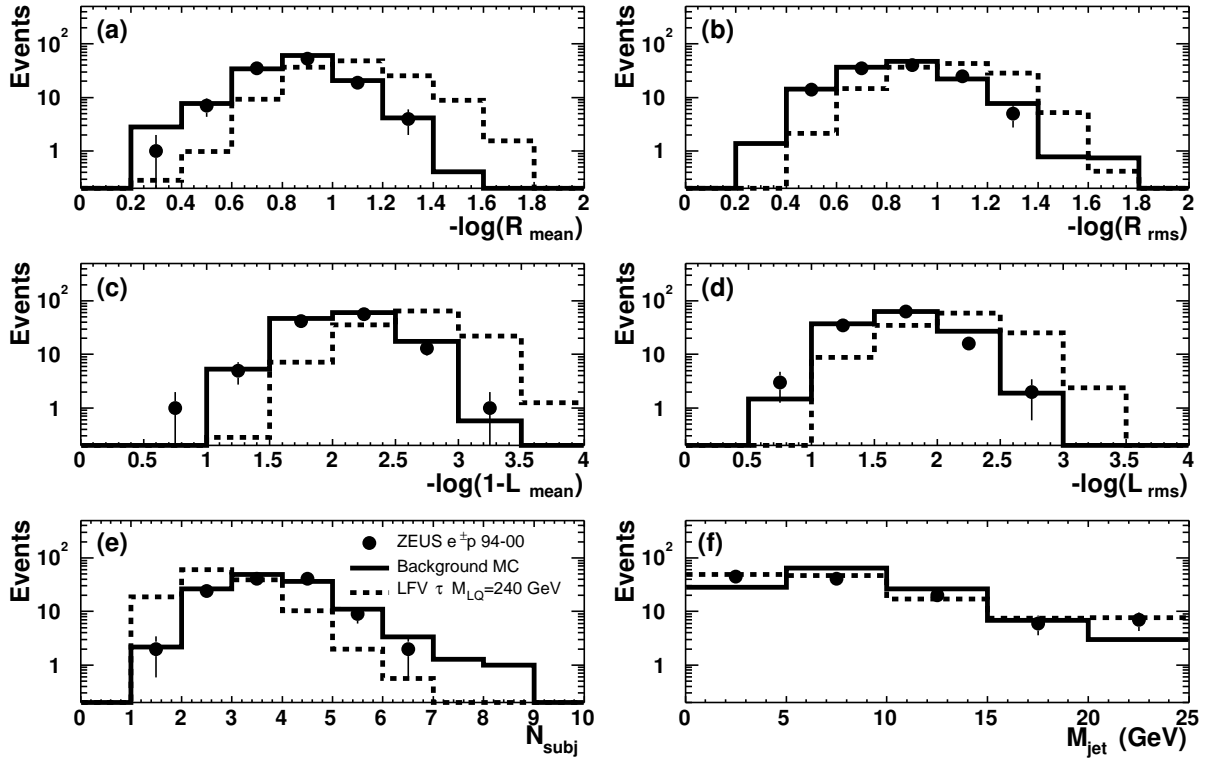 (a)
Events
10²
10
1
0 0.2 0.4 0.6 0.8 1 1.2 1.4 1.6 1.8 2
-log(R mean)
(b)
Events
10²
10
1
0 0.2 0.4 0.6 0.8 1 1.2 1.4 1.6 1.8 2
-log(R rms)
(c)
Events
10²
10
1
0 0.5 1 1.5 2 2.5 3 3.5 4
-log(1-L mean)
(d)
Events
10²
10
1
0 0.5 1 1.5 2 2.5 3 3.5 4
-log(L rms)
(e)
Events
10²
10
1
ZEUS e±p 94-00
Background MC
LFV τ M_LQ=240 GeV
0 1 2 3 4 5 6 7 8 9 10
N_subj
(f)
Events
10²
10
1
0 5 10 15 20 25
M_jet (GeV)